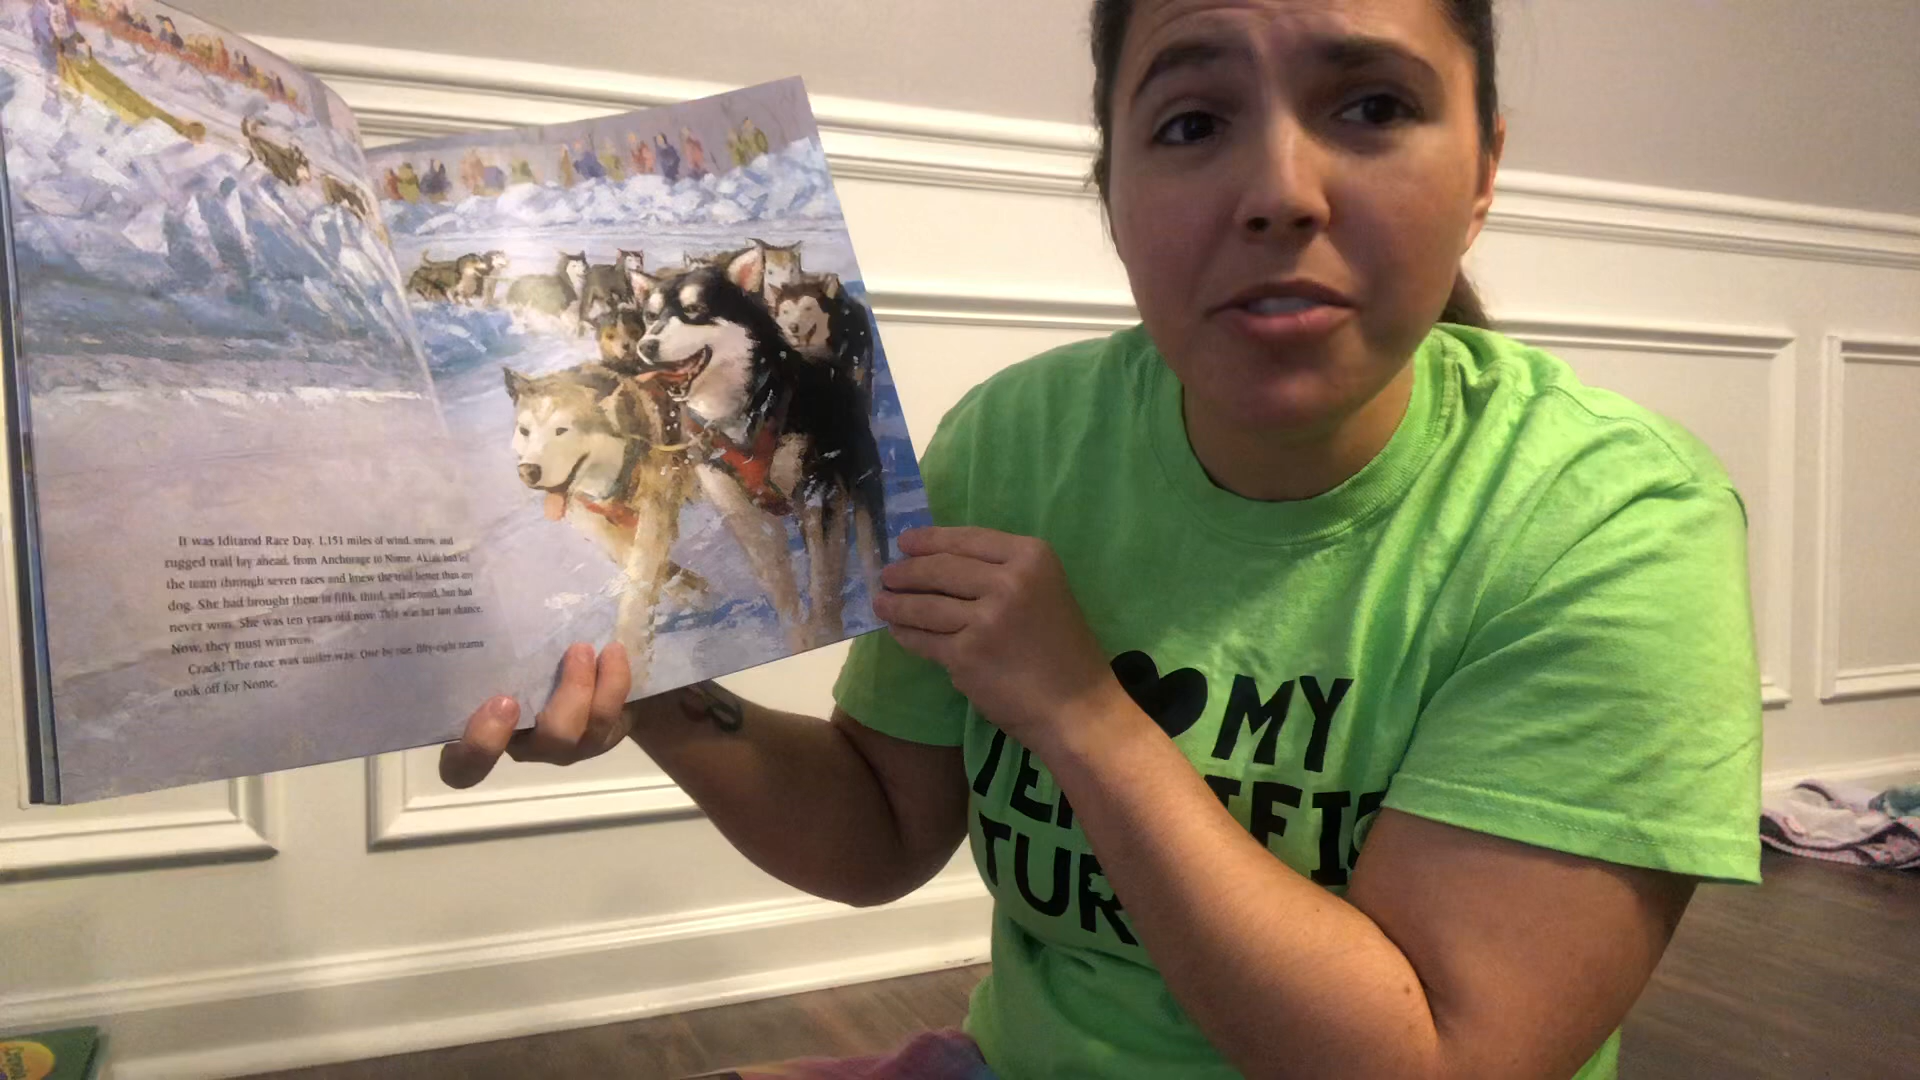 It was Iditarod Race Day. 1,151 miles of wind, snow, and
rugged trail lay ahead, from Anchorage to Nome. Akiak had led
the team through seven races and knew the trail better than any
dog. She had brought them in fifth, third, and second, but had
never won. She was ten years old now. This was her last chance.
Now, they must win now.
Crack! The race was under way. One by one, fifty-eight teams
took off for Nome.
MY